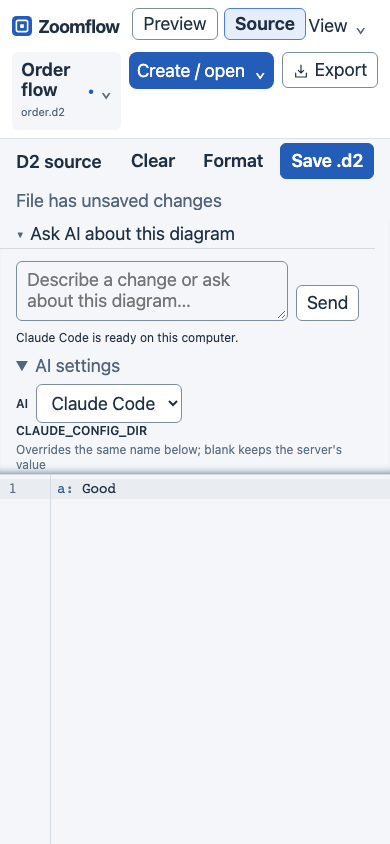 Zoomflow
Preview
Source
View
Order flow
order.d2
Create / open
Export
D2 source
Clear
Format
Save .d2
File has unsaved changes
Ask AI about this diagram
Describe a change or ask
about this diagram...
Send
Claude Code is ready on this computer.
AI settings
AI
Claude Code
CLAUDE_CONFIG_DIR
Overrides the same name below; blank keeps the server's
value
1
a: Good